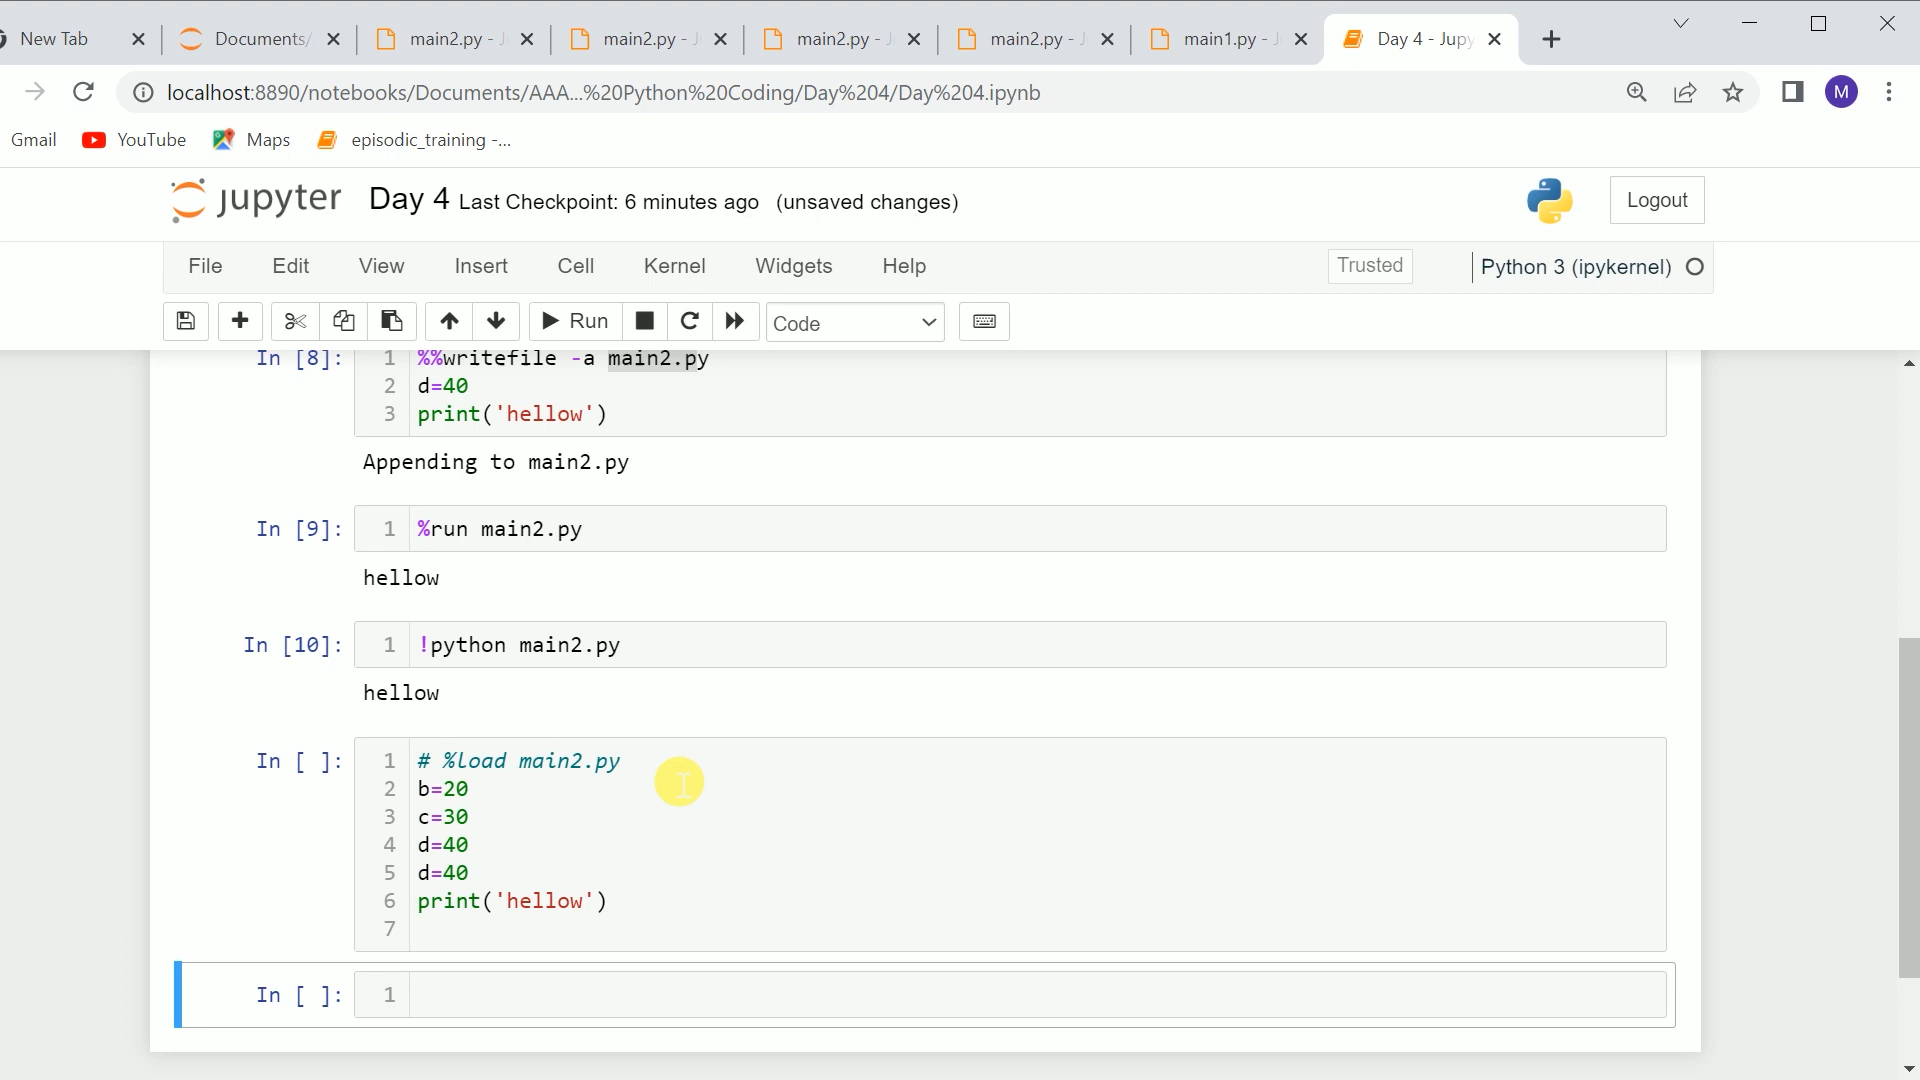 New Tab
Documents/
main2.py - J
main2.py - J
main2.py - J
main2.py - J
main1.py - J
Day 4 - Jupy
localhost:8890/notebooks/Documents/AAA...%20Python%20Coding/Day%204/Day%204.ipynb
M
Gmail
YouTube
Maps
episodic_training -...
jupyter Day 4 Last Checkpoint: 6 minutes ago (unsaved changes)
Logout
File Edit View Insert Cell Kernel Widgets Help
Trusted
Python 3 (ipykernel)
Run
Code
In [8]:
1 %%writefile -a main2.py
2 d=40
3 print('hellow')
Appending to main2.py
In [9]:
1 %run main2.py
hellow
In [10]:
1 !python main2.py
hellow
In [ ]:
1 # %load main2.py
2 b=20
3 c=30
4 d=40
5 d=40
6 print('hellow')
7
In [ ]:
1